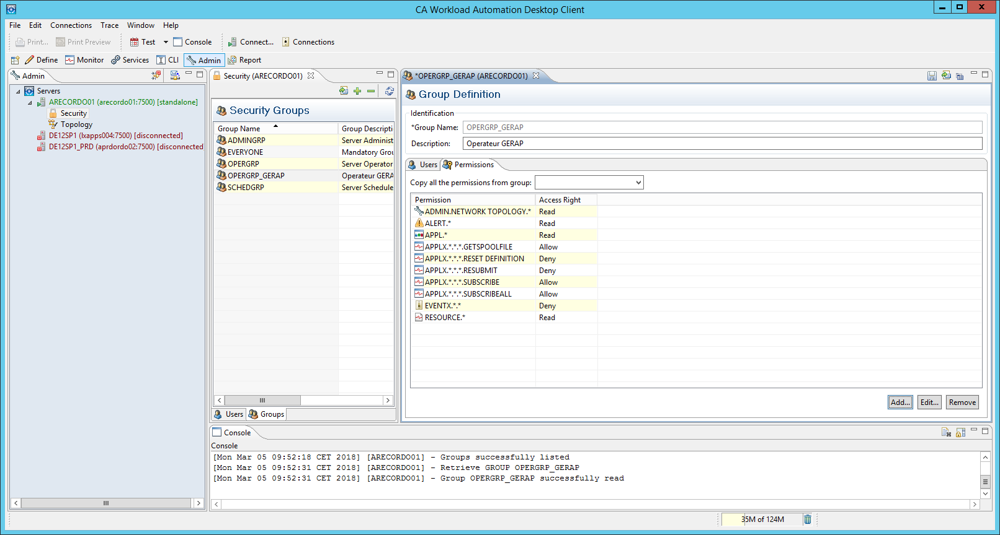 CA Workload Automation Desktop Client
File Edit Connections Trace Window Help
Print... Print Preview Test Console Connect... Connections
Define Monitor Services CLI Admin Report
Admin
Servers
ARECORDO01 (arecordo01:7500) [standalone]
Security
Topology
DE12SP1 (lxapps004:7500) [disconnected]
DE12SP1_PRD (aprdordo02:7500) [disconnected
Security (ARECORDO01)
Security Groups
Group Name Group Descripti
ADMINGRP Server Administ
EVERYONE Mandatory Grou
OPERGRP Server Operator
OPERGRP_GERAP Operateur GERA
SCHEDGRP Server Schedule
Users Groups
*OPERGRP_GERAP (ARECORDO01)
Group Definition
Identification
*Group Name: OPERGRP_GERAP
Description: Operateur GERAP
Users Permissions
Copy all the permissions from group:
Permission Access Right
ADMIN.NETWORK TOPOLOGY.* Read
ALERT.* Read
APPL.* Read
APPLX.*.*.*.GETSPOOLFILE Allow
APPLX.*.*.*.RESET DEFINITION Deny
APPLX.*.*.*.RESUBMIT Deny
APPLX.*.*.*.SUBSCRIBE Allow
APPLX.*.*.*.SUBSCRIBEALL Allow
EVENTX.*.* Deny
RESOURCE.* Read
Add... Edit... Remove
Console
Console
[Mon Mar 05 09:52:18 CET 2018] [ARECORDO01] - Groups successfully listed
[Mon Mar 05 09:52:31 CET 2018] [ARECORDO01] - Retrieve GROUP OPERGRP_GERAP
[Mon Mar 05 09:52:31 CET 2018] [ARECORDO01] - Group OPERGRP_GERAP successfully read
35M of 124M